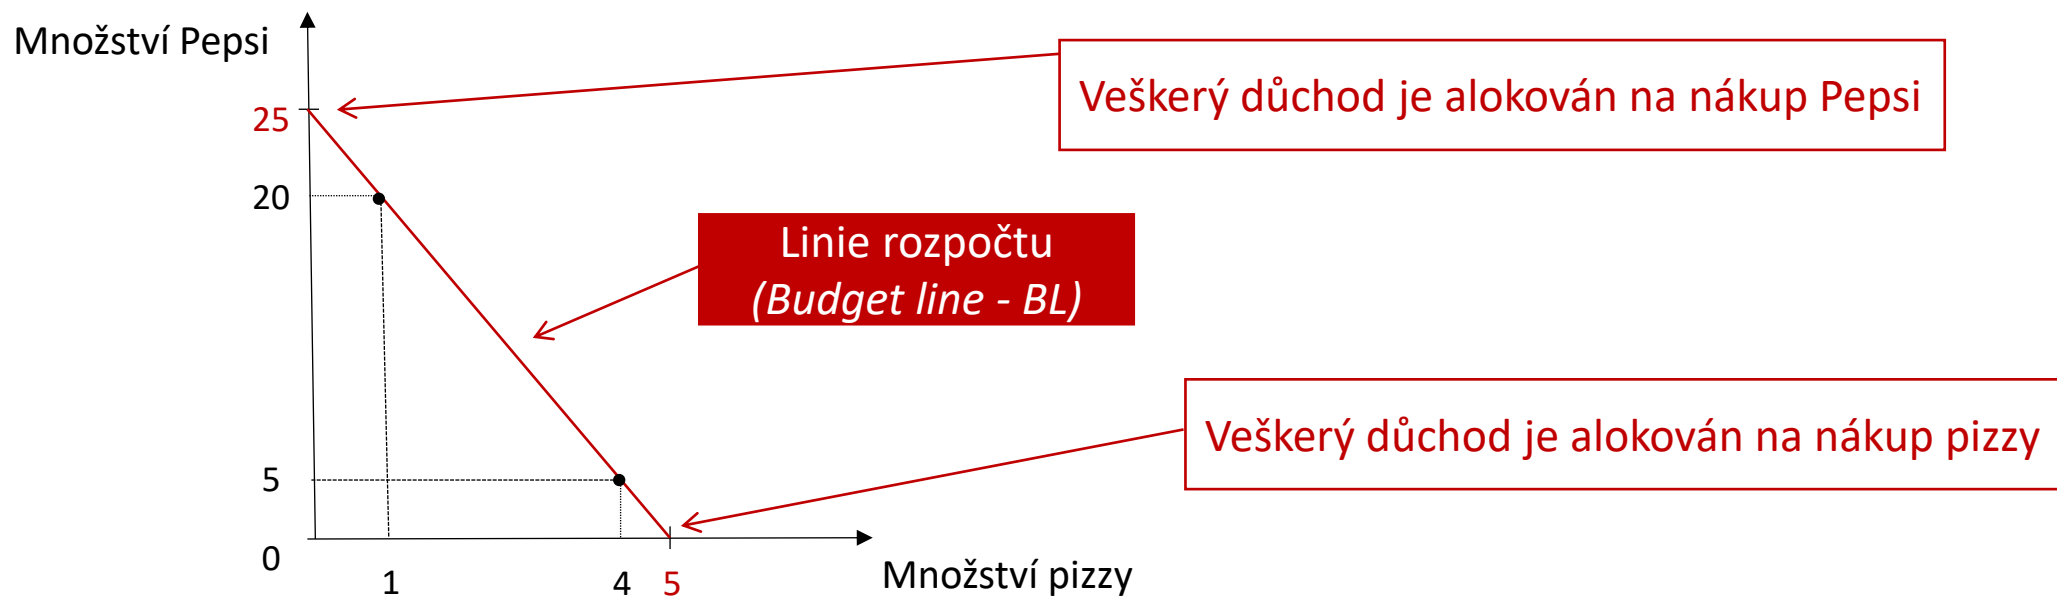 Množství Pepsi
Veškerý důchod je alokován na nákup Pepsi
25
20
Linie rozpočtu
(Budget line - BL)
Veškerý důchod je alokován na nákup pizzy
5
0
1
4
5
Množství pizzy